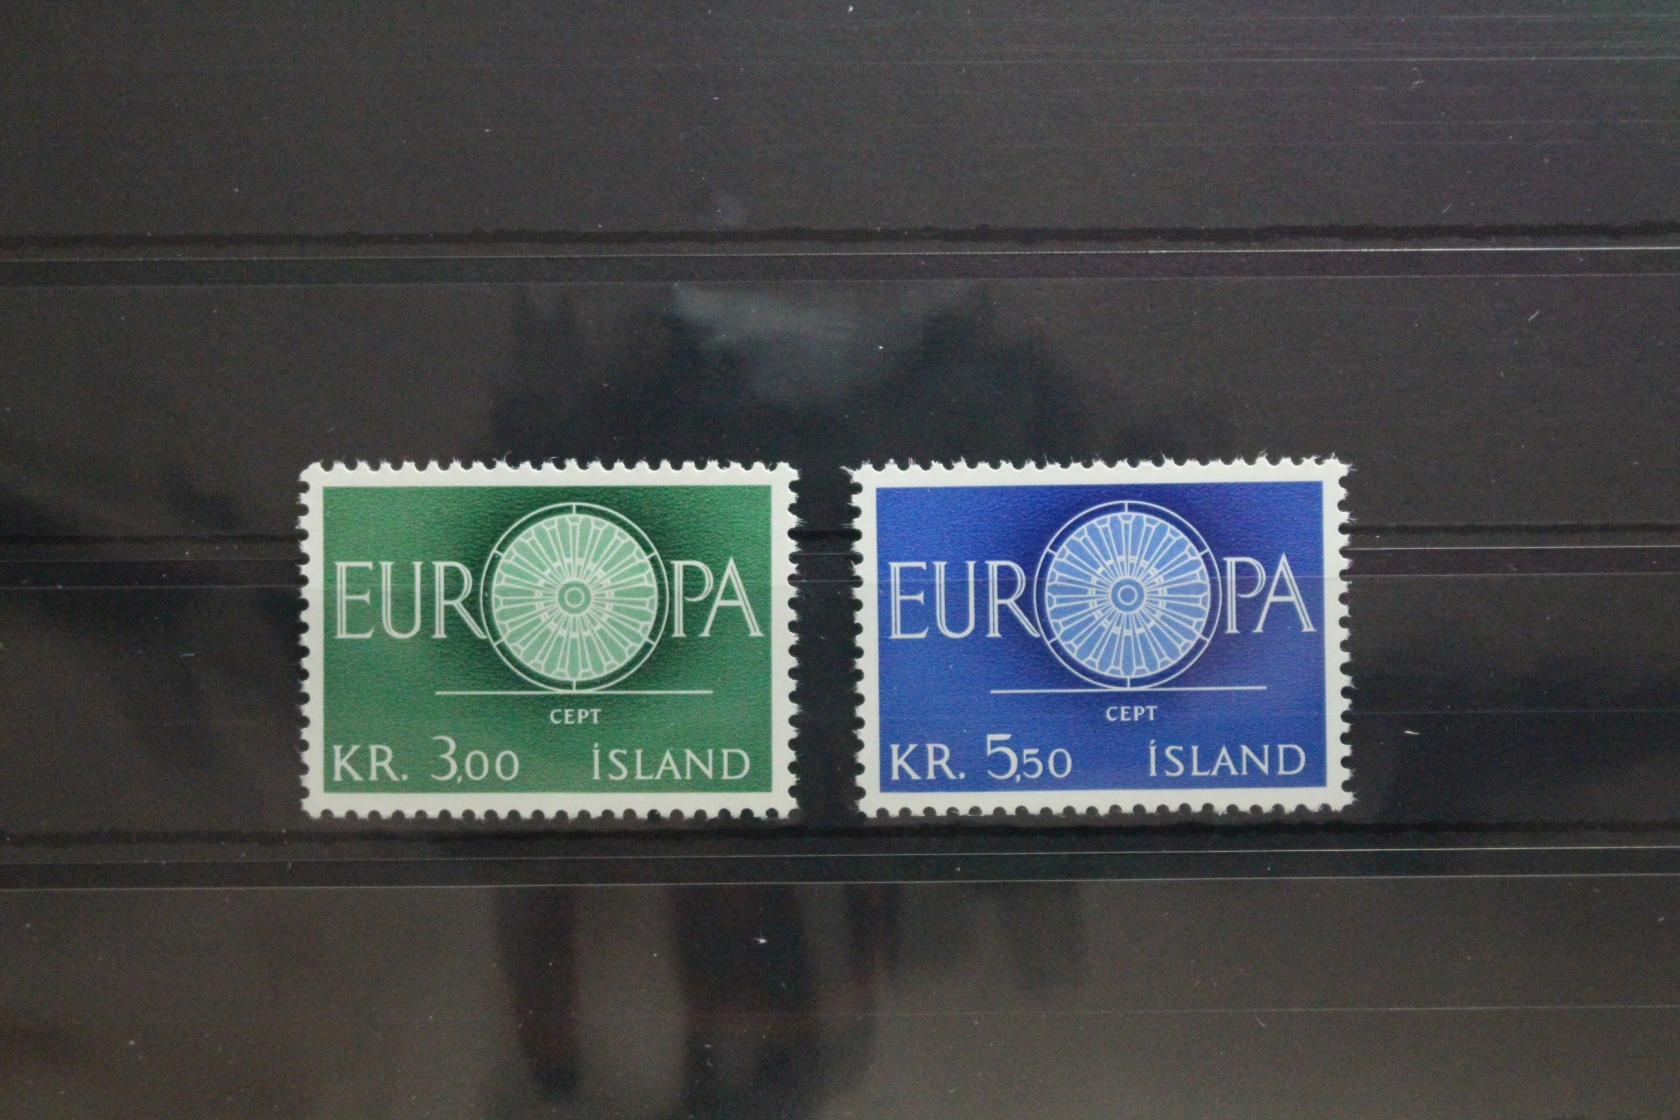 EUROPA
CEPT
KR. 3,00 ÍSLAND
EUROPA
CEPT
KR. 5,50 ÍSLAND